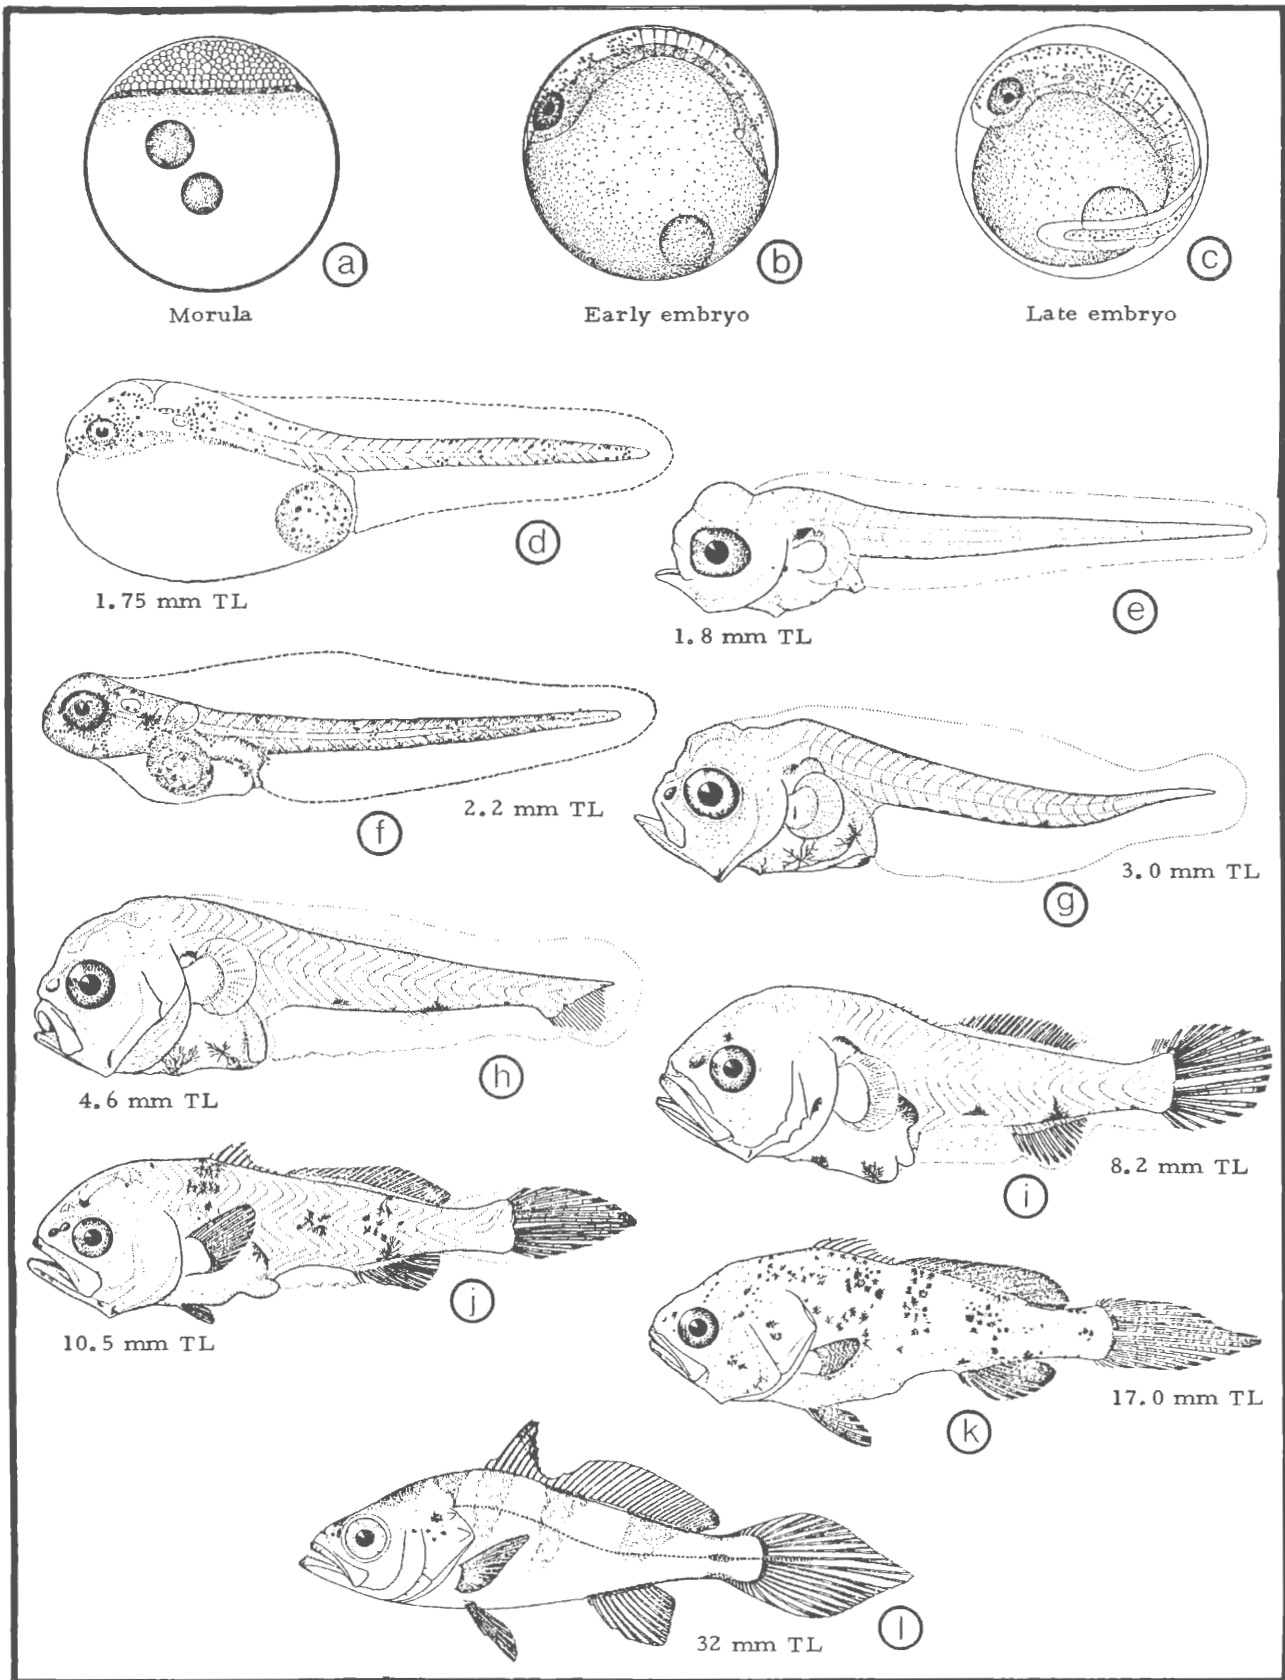 a
Morula
b
Early embryo
c
Late embryo
d
1.75 mm TL
e
1.8 mm TL
f
2.2 mm TL
g
3.0 mm TL
h
4.6 mm TL
i
8.2 mm TL
j
10.5 mm TL
k
17.0 mm TL
l
32 mm TL